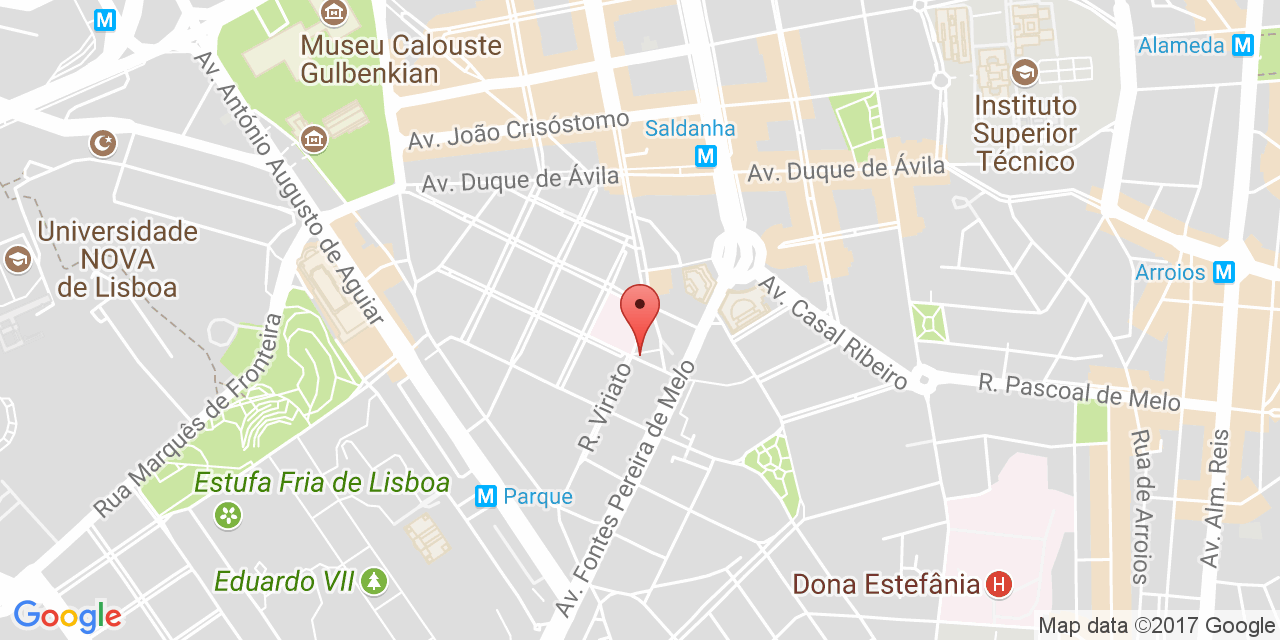 M
Museu Calouste
Gulbenkian
Alameda M
Av. António Augusto de Aguiar
Av. João Crisóstomo
Saldanha
M
Instituto
Superior
Técnico
Av. Duque de Ávila
Av. Duque de Ávila
Universidade
NOVA
de Lisboa
Arroios M
Av. Casal Ribeiro
Rua Marquês de Fronteira
R. Viriato
R. Pascoal de Melo
Av. Fontes Pereira de Melo
Rua de Arroios
Av. Alm. Reis
Estufa Fria de Lisboa
M Parque
Eduardo VII
Dona Estefânia H
Google
Map data ©2017 Google